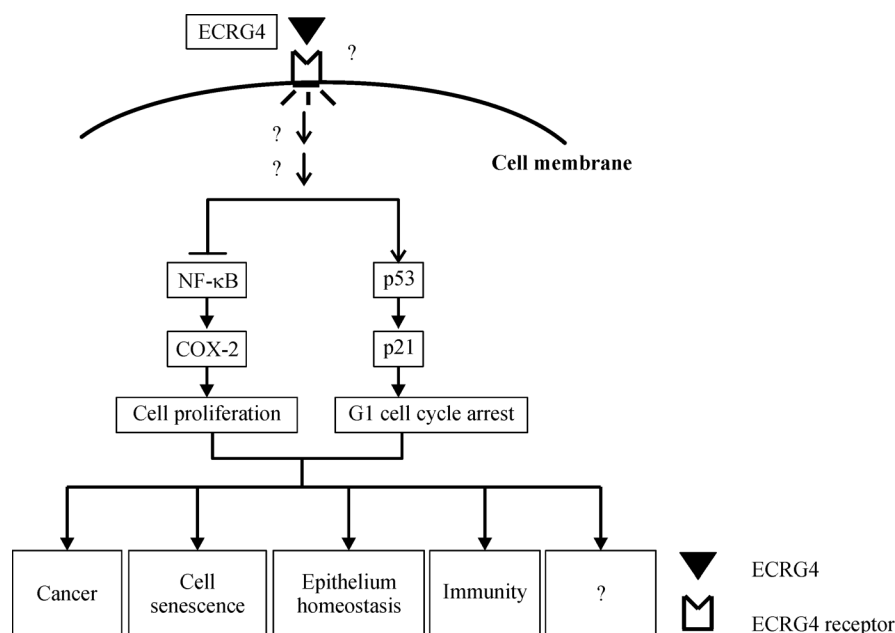 ECRG4
?
?
?
Cell membrane
NF-κB
p53
COX-2
p21
Cell proliferation
G1 cell cycle arrest
Cancer
Cell
senescence
Epithelium
homeostasis
Immunity
?
ECRG4
ECRG4 receptor